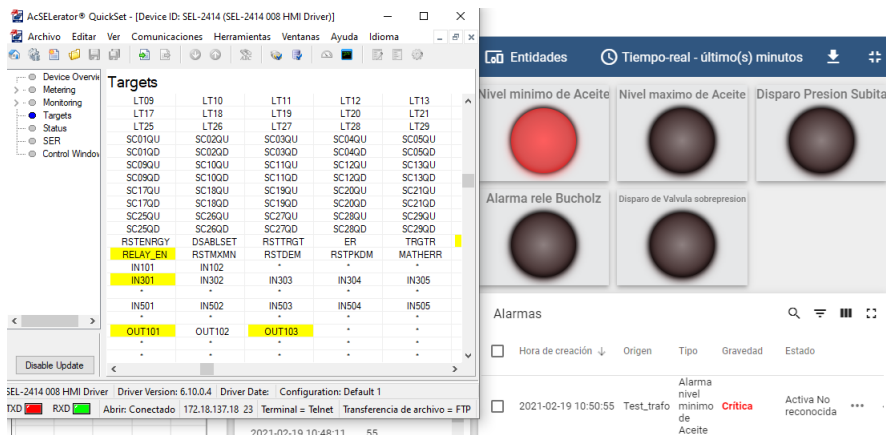 AcSELerator® QuickSet - [Device ID: SEL-2414 (SEL-2414 008 HMI Driver)]
Archivo Editar Ver Comunicaciones Herramientas Ventanas Ayuda Idioma
Device Overvie
Metering
Monitoring
Targets
Status
SER
Control Window
Targets
LT09 LT10 LT11 LT12 LT13
LT17 LT18 LT19 LT20 LT21
LT25 LT26 LT27 LT28 LT29
SC01QU SC02QU SC03QU SC04QU SC05QU
SC01QD SC02QD SC03QD SC04QD SC05QD
SC09QU SC10QU SC11QU SC12QU SC13QU
SC09QD SC10QD SC11QD SC12QD SC13QD
SC17QU SC18QU SC19QU SC20QU SC21QU
SC17QD SC18QD SC19QD SC20QD SC21QD
SC25QU SC26QU SC27QU SC28QU SC29QU
SC25QD SC26QD SC27QD SC28QD SC29QD
RSTENRGY DSABLSET RSTTRGT ER TRGTR
RELAY_EN RSTMXMN RSTDEM RSTPKDM MATHERR
IN101 IN102 * * *
IN301 IN302 IN303 IN304 IN305
* * * * *
IN501 IN502 IN503 IN504 IN505
* * * * *
OUT101 OUT102 OUT103 * *
* * * * *
* * * * *
Disable Update
SEL-2414 008 HMI Driver Driver Version: 6.10.0.4 Driver Date: Configuration: Default 1
TXD RXD Abrir: Conectado 172.18.137.18 23 Terminal = Telnet Transferencia de archivo = FTP
2021-02-19 10:48:11 55
Entidades Tiempo-real - último(s) minutos
Nivel minimo de Aceite Nivel maximo de Aceite Disparo Presion Subita
Alarma rele Bucholz Disparo de Valvula sobrepresion
Alarmas
Hora de creación ↓ Origen Tipo Gravedad Estado
2021-02-19 10:50:55 Test_trafo Alarma nivel minimo de Aceite Crítica Activa No reconocida